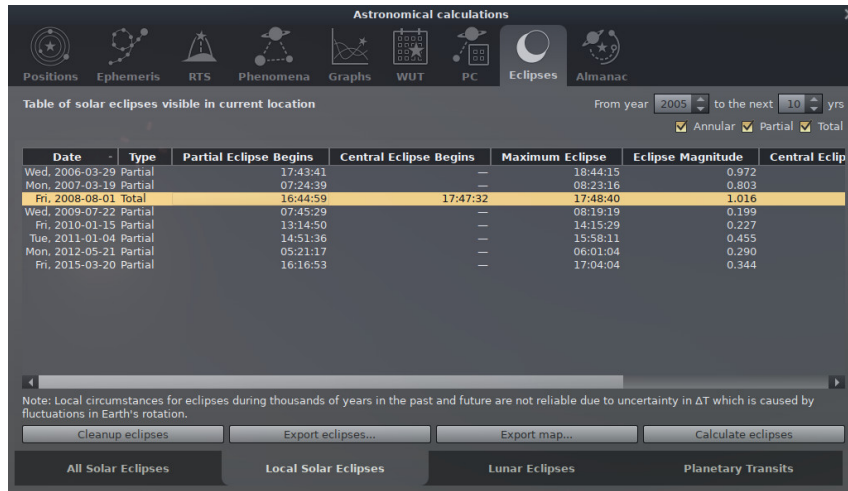 Astronomical calculations
Positions Ephemeris RTS Phenomena Graphs WUT PC Eclipses Almanac
Table of solar eclipses visible in current location From year 2005 to the next 10 yrs
Annular Partial Total
Date Type Partial Eclipse Begins Central Eclipse Begins Maximum Eclipse Eclipse Magnitude Central Eclip
Wed, 2006-03-29 Partial 17:43:41 — 18:44:15 0.972
Mon, 2007-03-19 Partial 07:24:39 — 08:23:16 0.803
Fri, 2008-08-01 Total 16:44:59 17:47:32 17:48:40 1.016
Wed, 2009-07-22 Partial 07:45:29 — 08:19:19 0.199
Fri, 2010-01-15 Partial 13:14:50 — 14:15:29 0.227
Tue, 2011-01-04 Partial 14:51:36 — 15:58:11 0.455
Mon, 2012-05-21 Partial 05:21:17 — 06:01:04 0.290
Fri, 2015-03-20 Partial 16:16:53 — 17:04:04 0.344
Note: Local circumstances for eclipses during thousands of years in the past and future are not reliable due to uncertainty in ΔT which is caused by
fluctuations in Earth's rotation.
Cleanup eclipses Export eclipses... Export map... Calculate eclipses
All Solar Eclipses Local Solar Eclipses Lunar Eclipses Planetary Transits